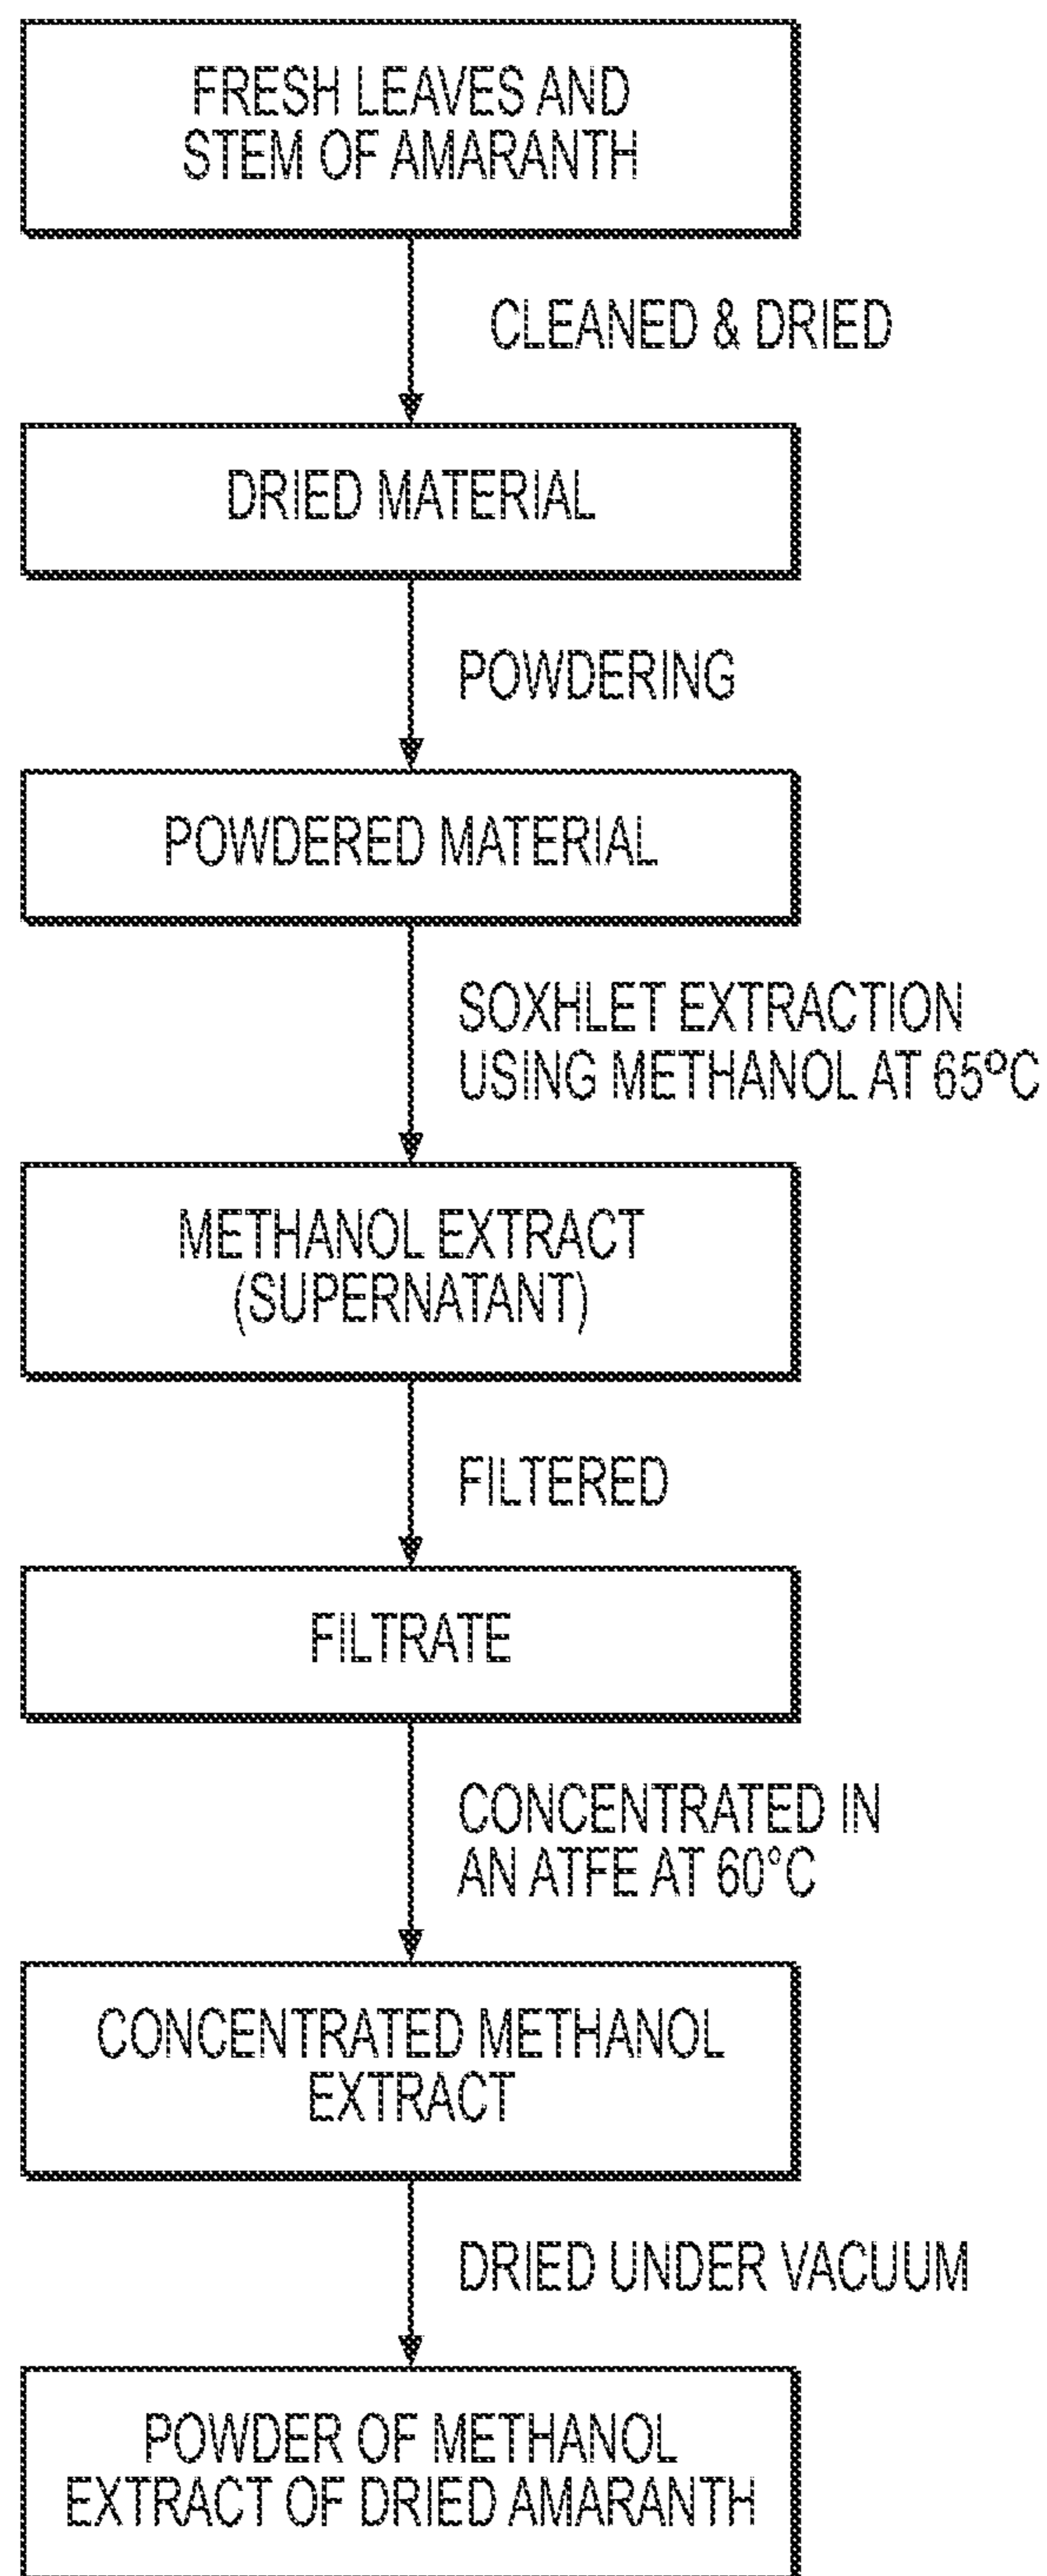 FRESH LEAVES AND
STEM OF AMARANTH
CLEANED & DRIED
DRIED MATERIAL
POWDERING
POWDERED MATERIAL
SOXHLET EXTRACTION
USING METHANOL AT 65ºC
METHANOL EXTRACT
(SUPERNATANT)
FILTERED
FILTRATE
CONCENTRATED IN
AN ATFE AT 60°C
CONCENTRATED METHANOL
EXTRACT
DRIED UNDER VACUUM
POWDER OF METHANOL
EXTRACT OF DRIED AMARANTH